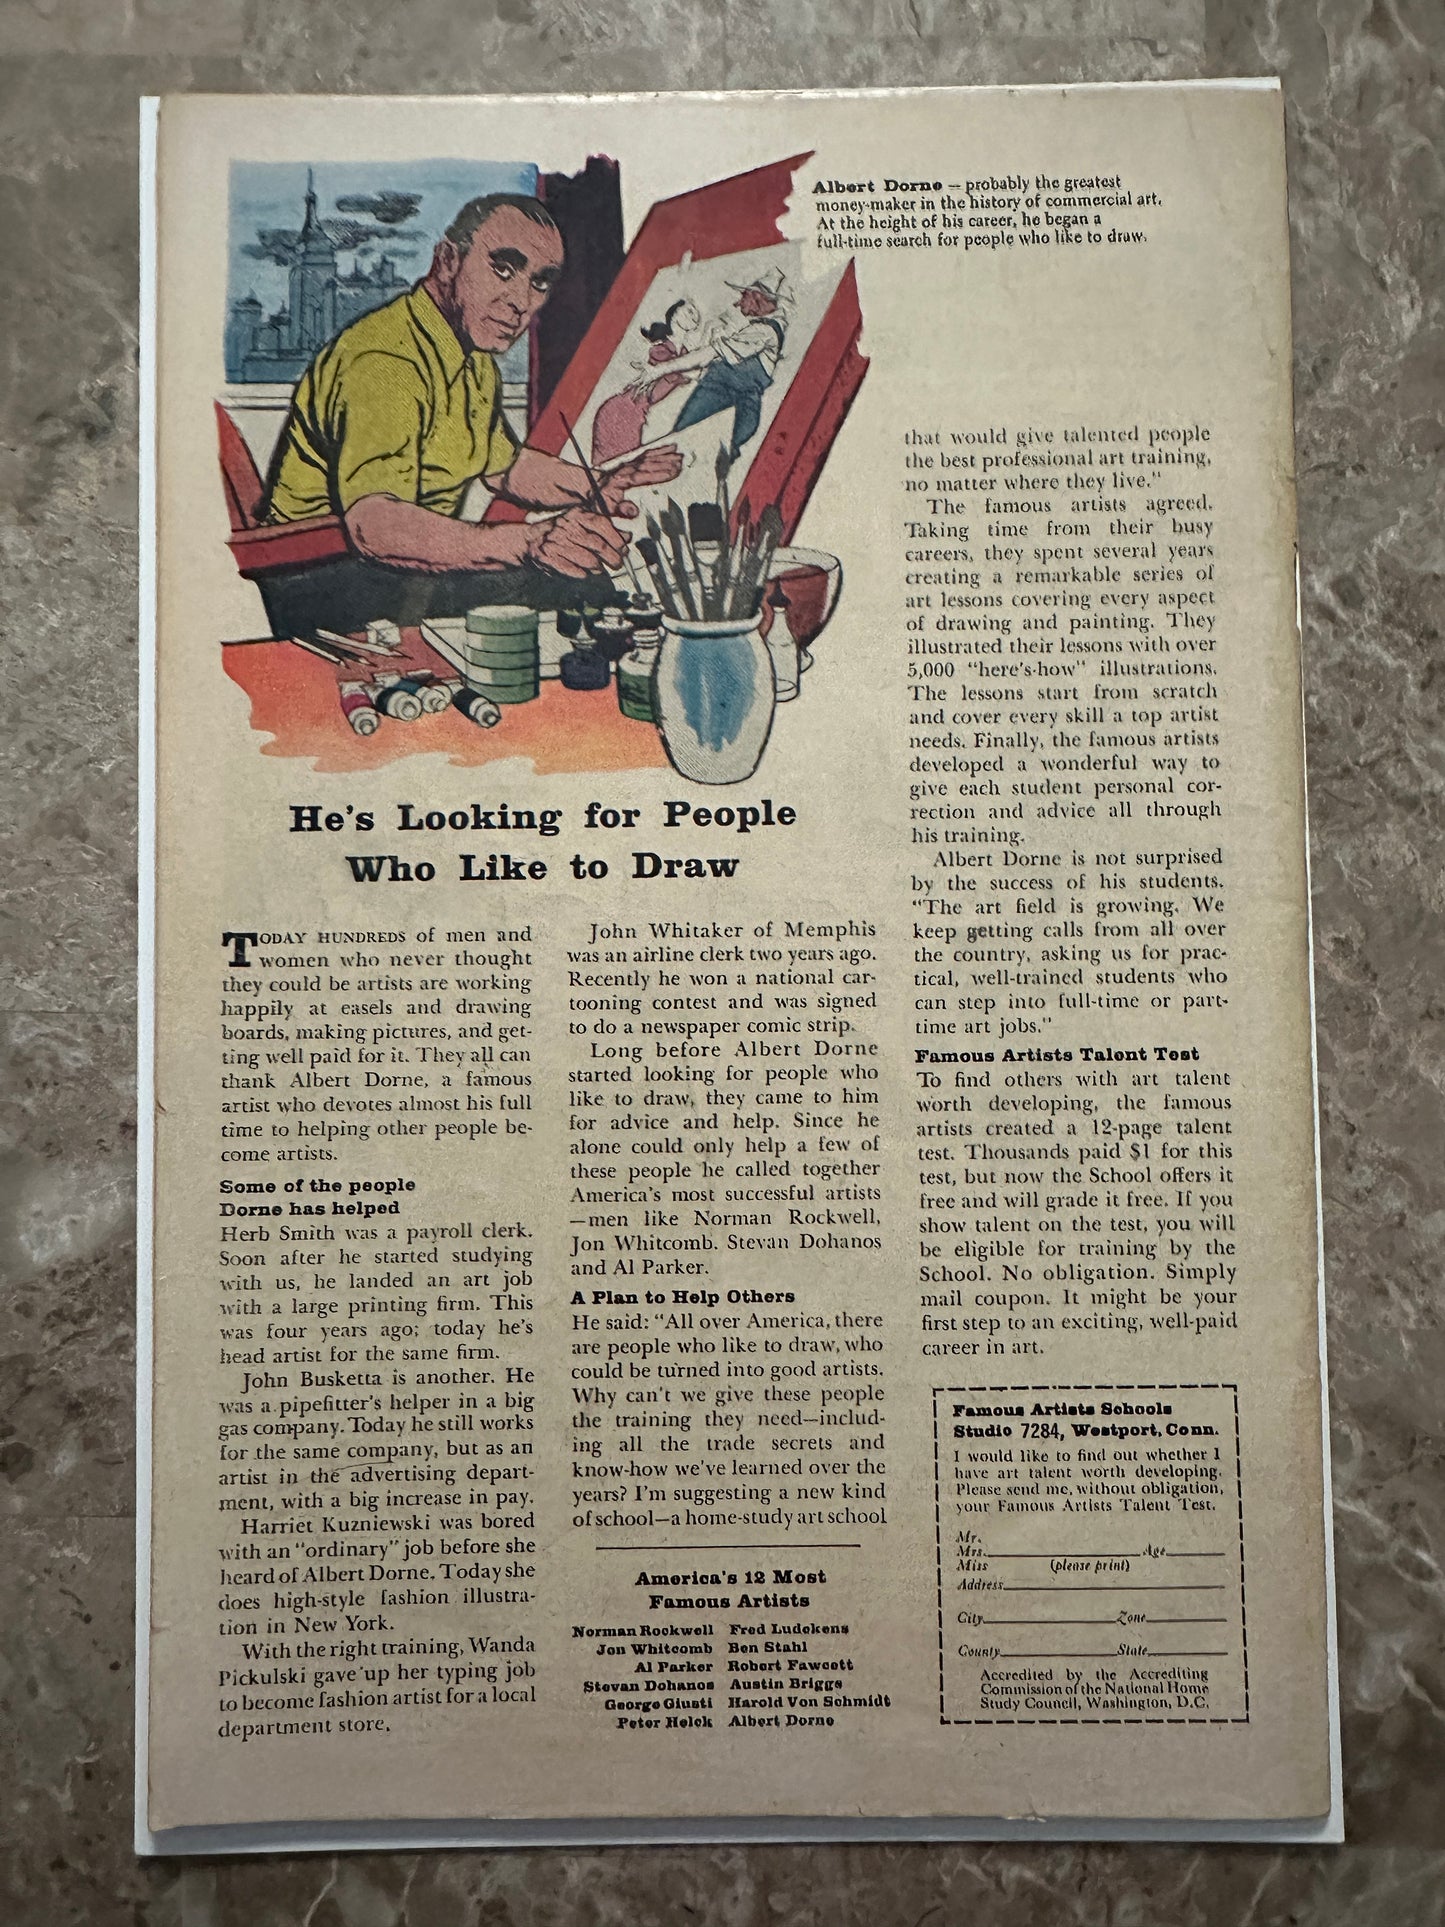 Albert Dorne — probably the greatest
money-maker in the history of commercial art.
At the height of his career, he began a
full-time search for people who like to draw.
He's Looking for People
Who Like to Draw
TODAY HUNDREDS of men and
women who never thought
they could be artists are working
happily at easels and drawing
boards, making pictures, and get-
ting well paid for it. They all can
thank Albert Dorne, a famous
artist who devotes almost his full
time to helping other people be-
come artists.
Some of the people
Dorne has helped
Herb Smith was a payroll clerk.
Soon after he started studying
with us, he landed an art job
with a large printing firm. This
was four years ago; today he's
head artist for the same firm.
John Busketta is another. He
was a pipefitter's helper in a big
gas company. Today he still works
for the same company, but as an
artist in the advertising depart-
ment, with a big increase in pay.
Harriet Kuzniewski was bored
with an "ordinary" job before she
heard of Albert Dorne. Today she
does high-style fashion illustra-
tion in New York.
With the right training, Wanda
Pickulski gave up her typing job
to become fashion artist for a local
department store.
John Whitaker of Memphis
was an airline clerk two years ago.
Recently he won a national car-
tooning contest and was signed
to do a newspaper comic strip.
Long before Albert Dorne
started looking for people who
like to draw, they came to him
for advice and help. Since he
alone could only help a few of
these people he called together
America's most successful artists
—men like Norman Rockwell,
Jon Whitcomb, Stevan Dohanos
and Al Parker.
A Plan to Help Others
He said: "All over America, there
are people who like to draw, who
could be turned into good artists.
Why can't we give these people
the training they need—includ-
ing all the trade secrets and
know-how we've learned over the
years? I'm suggesting a new kind
of school—a home-study art school
America's 12 Most
Famous Artists
Norman Rockwell Fred Ludekens
Jon Whitcomb Ben Stahl
Al Parker Robert Fawcett
Stevan Dohanos Austin Briggs
George Giusti Harold Von Schmidt
Peter Helck Albert Dorne
that would give talented people
the best professional art training,
no matter where they live."
The famous artists agreed.
Taking time from their busy
careers, they spent several years
creating a remarkable series of
art lessons covering every aspect
of drawing and painting. They
illustrated their lessons with over
5,000 "here's-how" illustrations.
The lessons start from scratch
and cover every skill a top artist
needs. Finally, the famous artists
developed a wonderful way to
give each student personal cor-
rection and advice all through
his training.
Albert Dorne is not surprised
by the success of his students.
"The art field is growing. We
keep getting calls from all over
the country, asking us for prac-
tical, well-trained students who
can step into full-time or part-
time art jobs."
Famous Artists Talent Test
To find others with art talent
worth developing, the famous
artists created a 12-page talent
test. Thousands paid $1 for this
test, but now the School offers it
free and will grade it free. If you
show talent on the test, you will
be eligible for training by the
School. No obligation. Simply
mail coupon. It might be your
first step to an exciting, well-paid
career in art.
Famous Artists Schools
Studio 7284, Westport, Conn.
I would like to find out whether I
have art talent worth developing.
Please send me, without obligation,
your Famous Artists Talent Test.
Mr.
Mrs. Age
Miss (please print)
Address
City Zone
County State
Accredited by the Accrediting
Commission of the National Home
Study Council, Washington, D.C.